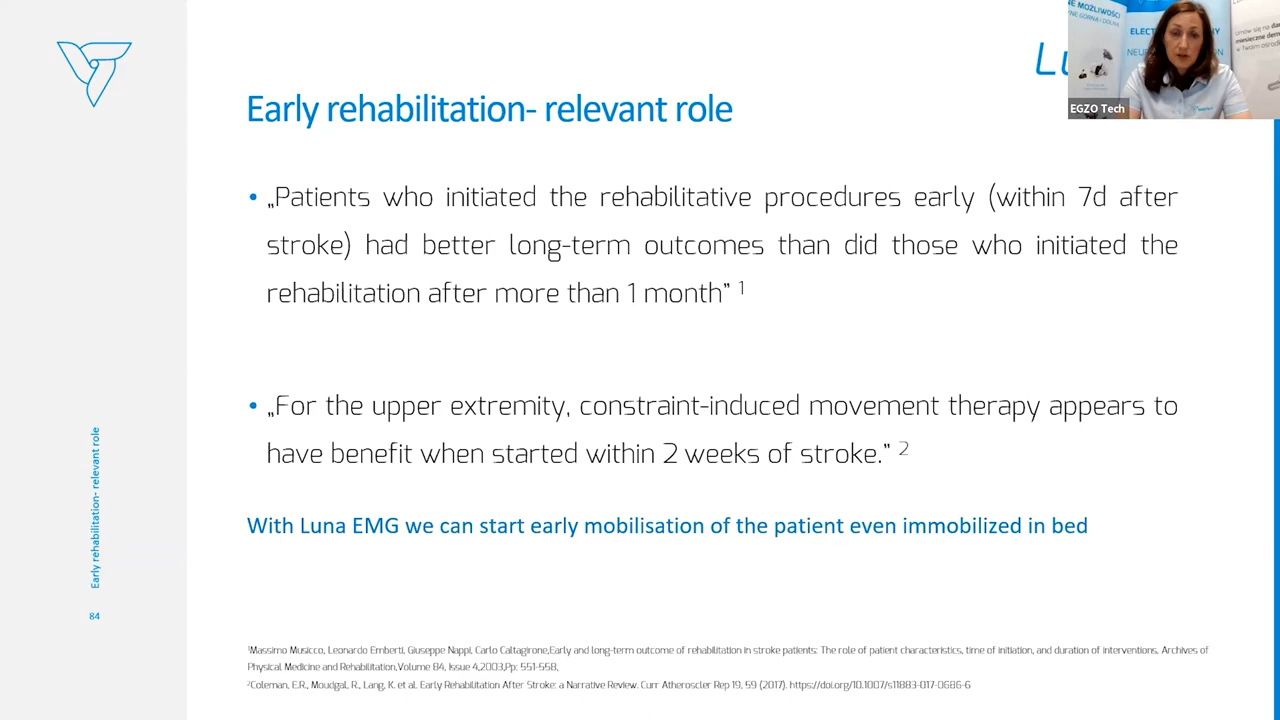 NE MOŻLIWOŚCI
Early rehabilitation- relevant role
EGZO Tech
• „Patients who initiated the rehabilitative procedures early (within 7d after
stroke) had better long-term outcomes than did those who initiated the
rehabilitation after more than 1 month” 1
• „For the upper extremity, constraint-induced movement therapy appears to
have benefit when started within 2 weeks of stroke.” 2
With Luna EMG we can start early mobilisation of the patient even immobilized in bed
Early rehabilitation- relevant role
84
1Massimo Musicco, Leonardo Emberti, Giuseppe Nappi, Carlo Caltagirone,Early and long-term outcome of rehabilitation in stroke patients: The role of patient characteristics, time of initiation, and duration of interventions, Archives of
Physical Medicine and Rehabilitation,Volume 84, Issue 4,2003,Pp: 551-558,
2Coleman, E.R., Moudgal, R., Lang, K. et al. Early Rehabilitation After Stroke: a Narrative Review. Curr Atheroscler Rep 19, 59 (2017). https://doi.org/10.1007/s11883-017-0686-6